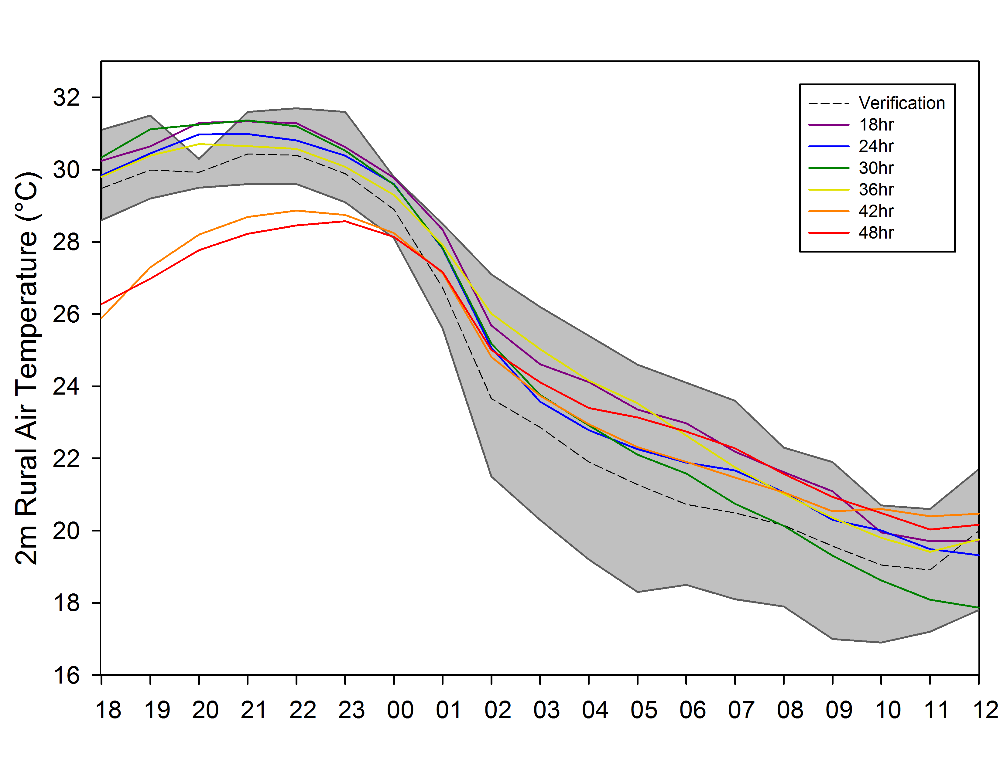 2m Rural Air Temperature (°C)
32
30
28
26
24
22
20
18
16
Verification
18hr
24hr
30hr
36hr
42hr
48hr
18 19 20 21 22 23 00 01 02 03 04 05 06 07 08 09 10 11 12